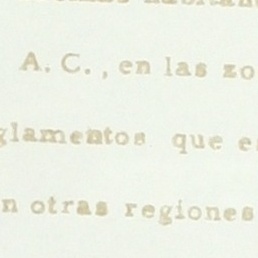 A. C., en las zo
glamentos que e
n otras regiones